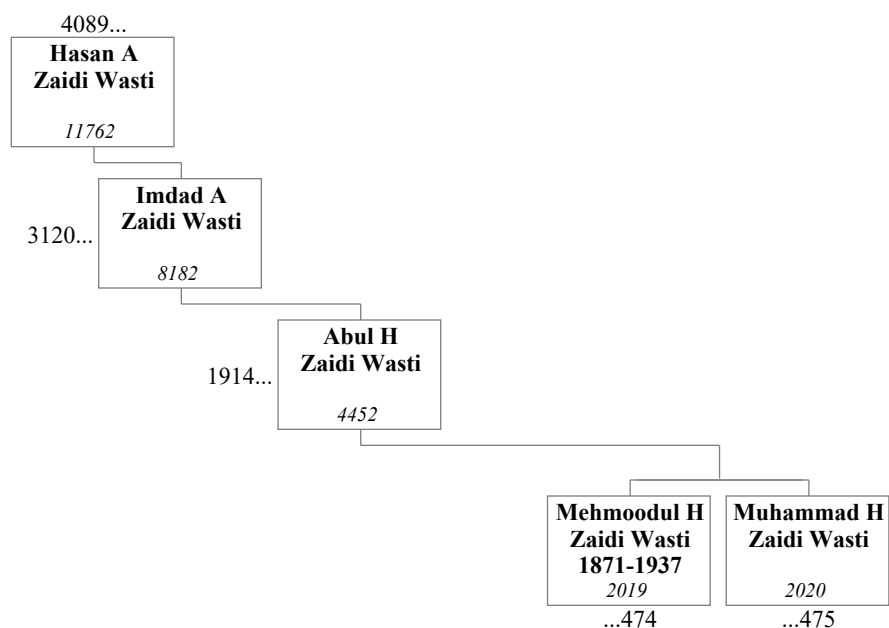 4089...
Hasan A
Zaidi Wasti
11762
Imdad A
Zaidi Wasti
3120...
8182
Abul H
Zaidi Wasti
1914...
4452
Mehmoodul H
Zaidi Wasti
1871-1937
2019
...474
Muhammad H
Zaidi Wasti
2020
...475